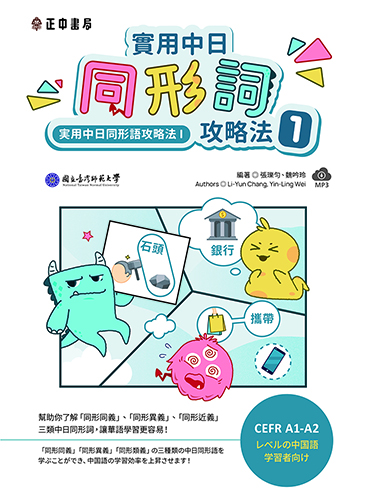 正中書局
實用中日
同形詞
攻略法 1
実用中日同形語攻略法 I
國立臺灣師範大學
National Taiwan Normal University
編著◎張瓅勻、魏吟玲
Authors ◎ Li-Yun Chang, Yin-Ling Wei
MP3
石頭
銀行
攜帶
幫助你了解「同形同義」、「同形異義」、「同形近義」
三類中日同形詞，讓華語學習更容易！
「同形同義」「同形異義」「同形類義」の三種類の中日同形語を
学ぶことができ、中国語の学習効率を上昇させます！
CEFR A1-A2
レベルの中国語
学習者向け